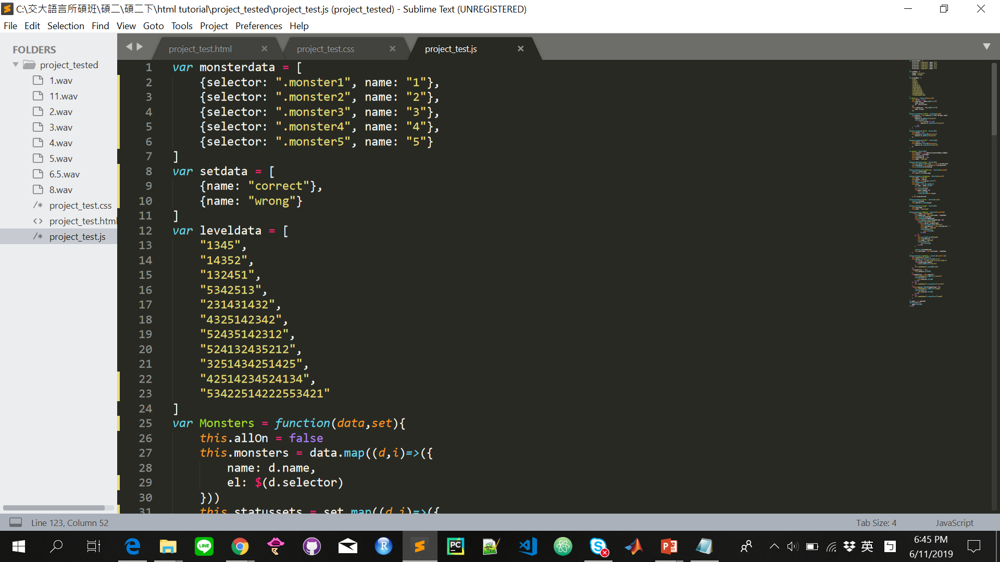 C:\交大語言所碩班\碩二\碩二下\html tutorial\project_tested\project_test.js (project_tested) - Sublime Text (UNREGISTERED)
File Edit Selection Find View Goto Tools Project Preferences Help
FOLDERS
project_tested
1.wav
11.wav
2.wav
3.wav
4.wav
5.wav
6.5.wav
8.wav
/* project_test.css
<> project_test.html
/* project_test.js
project_test.html × project_test.css × project_test.js ×
1 var monsterdata = [
2 {selector: ".monster1", name: "1"},
3 {selector: ".monster2", name: "2"},
4 {selector: ".monster3", name: "3"},
5 {selector: ".monster4", name: "4"},
6 {selector: ".monster5", name: "5"}
7 ]
8 var setdata = [
9 {name: "correct"},
10 {name: "wrong"}
11 ]
12 var leveldata = [
13 "1345",
14 "14352",
15 "132451",
16 "5342513",
17 "231431432",
18 "4325142342",
19 "52435142312",
20 "524132435212",
21 "3251434251425",
22 "42514234524134",
23 "534225142225553421"
24 ]
25 var Monsters = function(data,set){
26 this.allOn = false
27 this.monsters = data.map((d,i)=>({
28 name: d.name,
29 el: $(d.selector)
30 }))
31 this.statussets = set.map((d,i)=>({
Line 123, Column 52
Tab Size: 4
JavaScript
LINE
R
PC
英
6:45 PM
6/11/2019